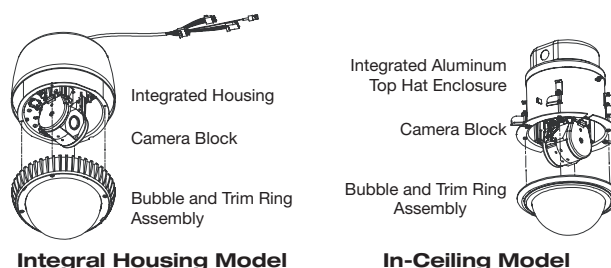 Integrated Housing
Camera Block
Bubble and Trim Ring
Assembly
Integral Housing Model
Integrated Aluminum
Top Hat Enclosure
Camera Block
Bubble and Trim Ring
Assembly
In-Ceiling Model